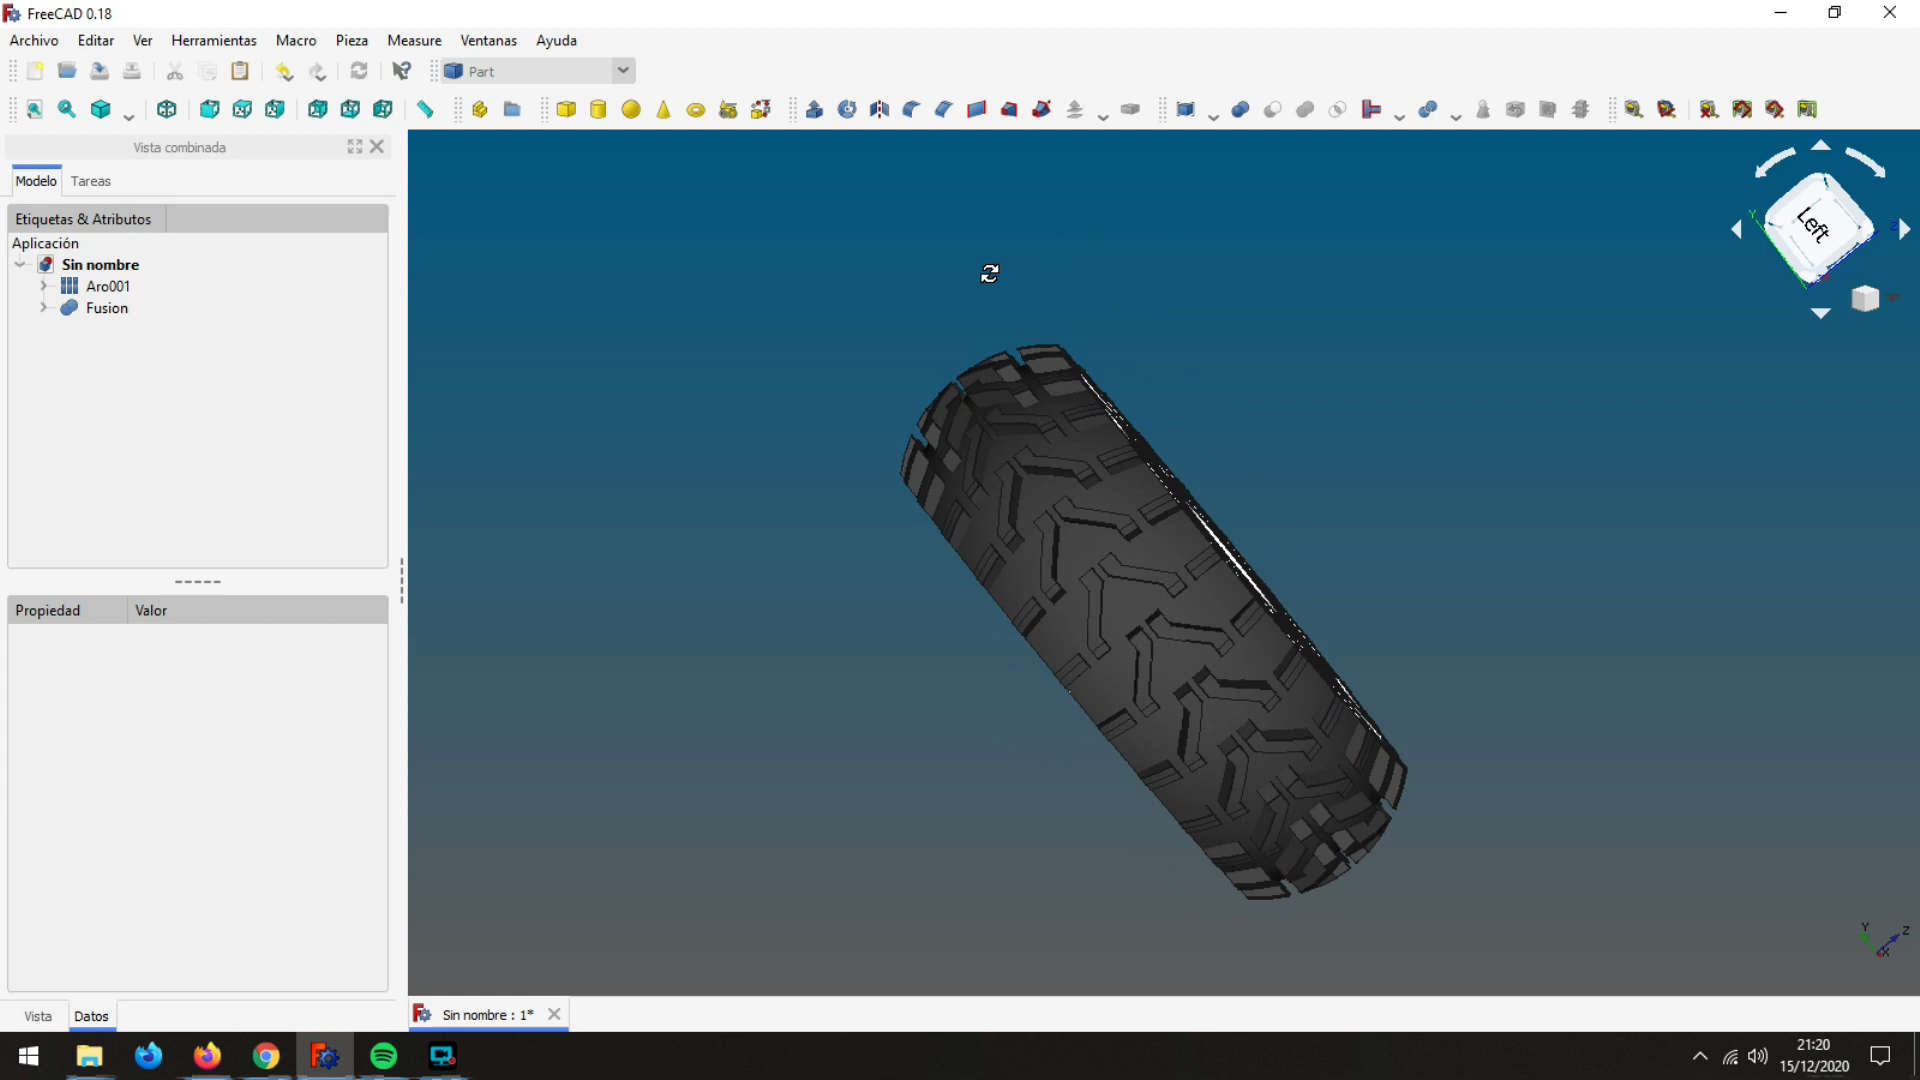 FreeCAD 0.18
Archivo Editar Ver Herramientas Macro Pieza Measure Ventanas Ayuda
Part
Vista combinada
Modelo Tareas
Etiquetas & Atributos
Aplicación
Sin nombre
Aro001
Fusion
Propiedad Valor
Left
Y
Z
Y
Z
X
Vista Datos
Sin nombre : 1*
21:20
15/12/2020